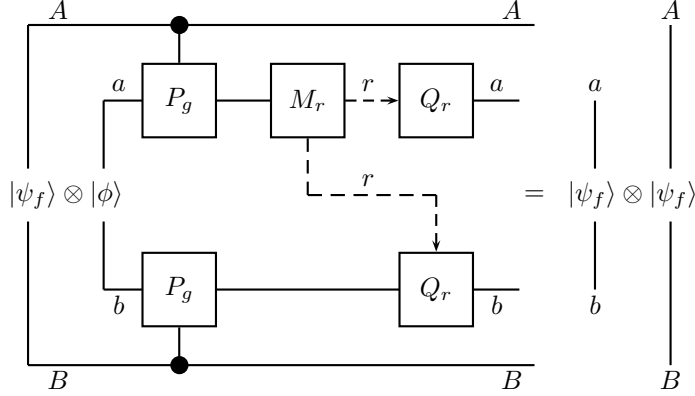 A A A
a P_g M_r r Q_r a a
|ψ_f⟩ ⊗ |ϕ⟩ r = |ψ_f⟩ ⊗ |ψ_f⟩
b P_g Q_r b b
B B B